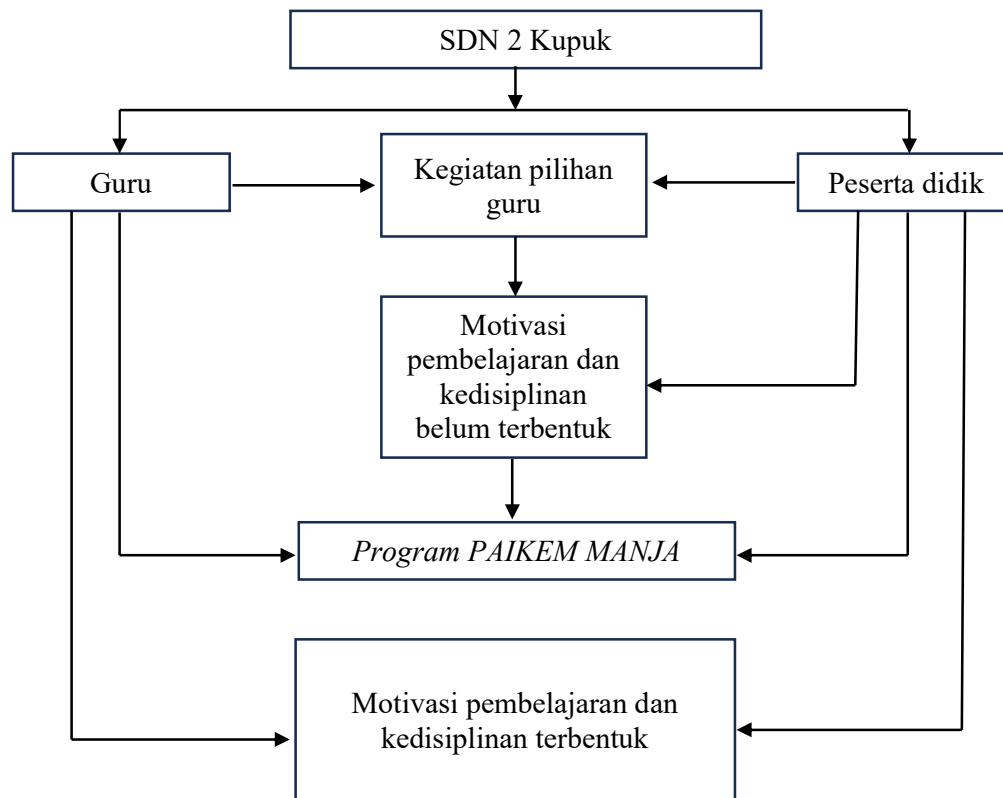 SDN 2 Kupuk
Guru
Kegiatan pilihan
guru
Peserta didik
Motivasi
pembelajaran dan
kedisiplinan
belum terbentuk
Program PAIKEM MANJA
Motivasi pembelajaran dan
kedisiplinan terbentuk